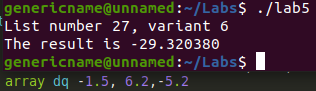 genericname@unnamed:~/Labs$ ./lab5
List number 27, variant 6
The result is -29.320380
genericname@unnamed:~/Labs$
array dq -1.5, 6.2,-5.2